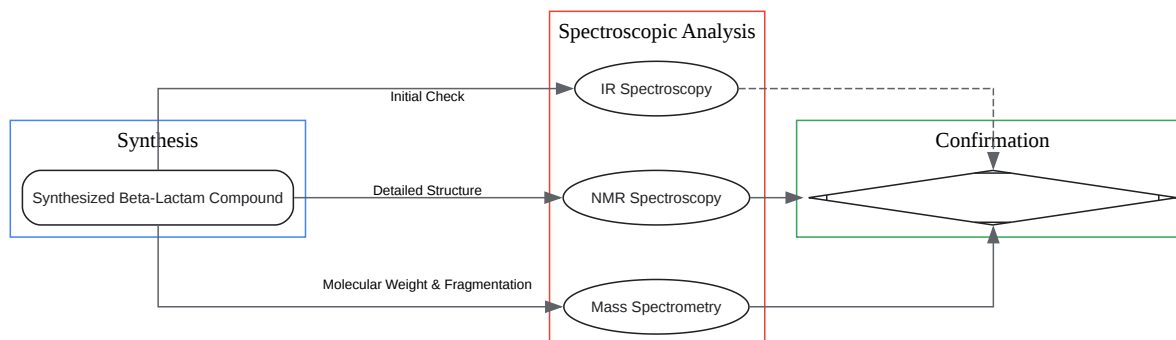 Spectroscopic Analysis
IR Spectroscopy
Initial Check
Synthesis
Confirmation
Synthesized Beta-Lactam Compound
Detailed Structure
NMR Spectroscopy
Molecular Weight & Fragmentation
Mass Spectrometry